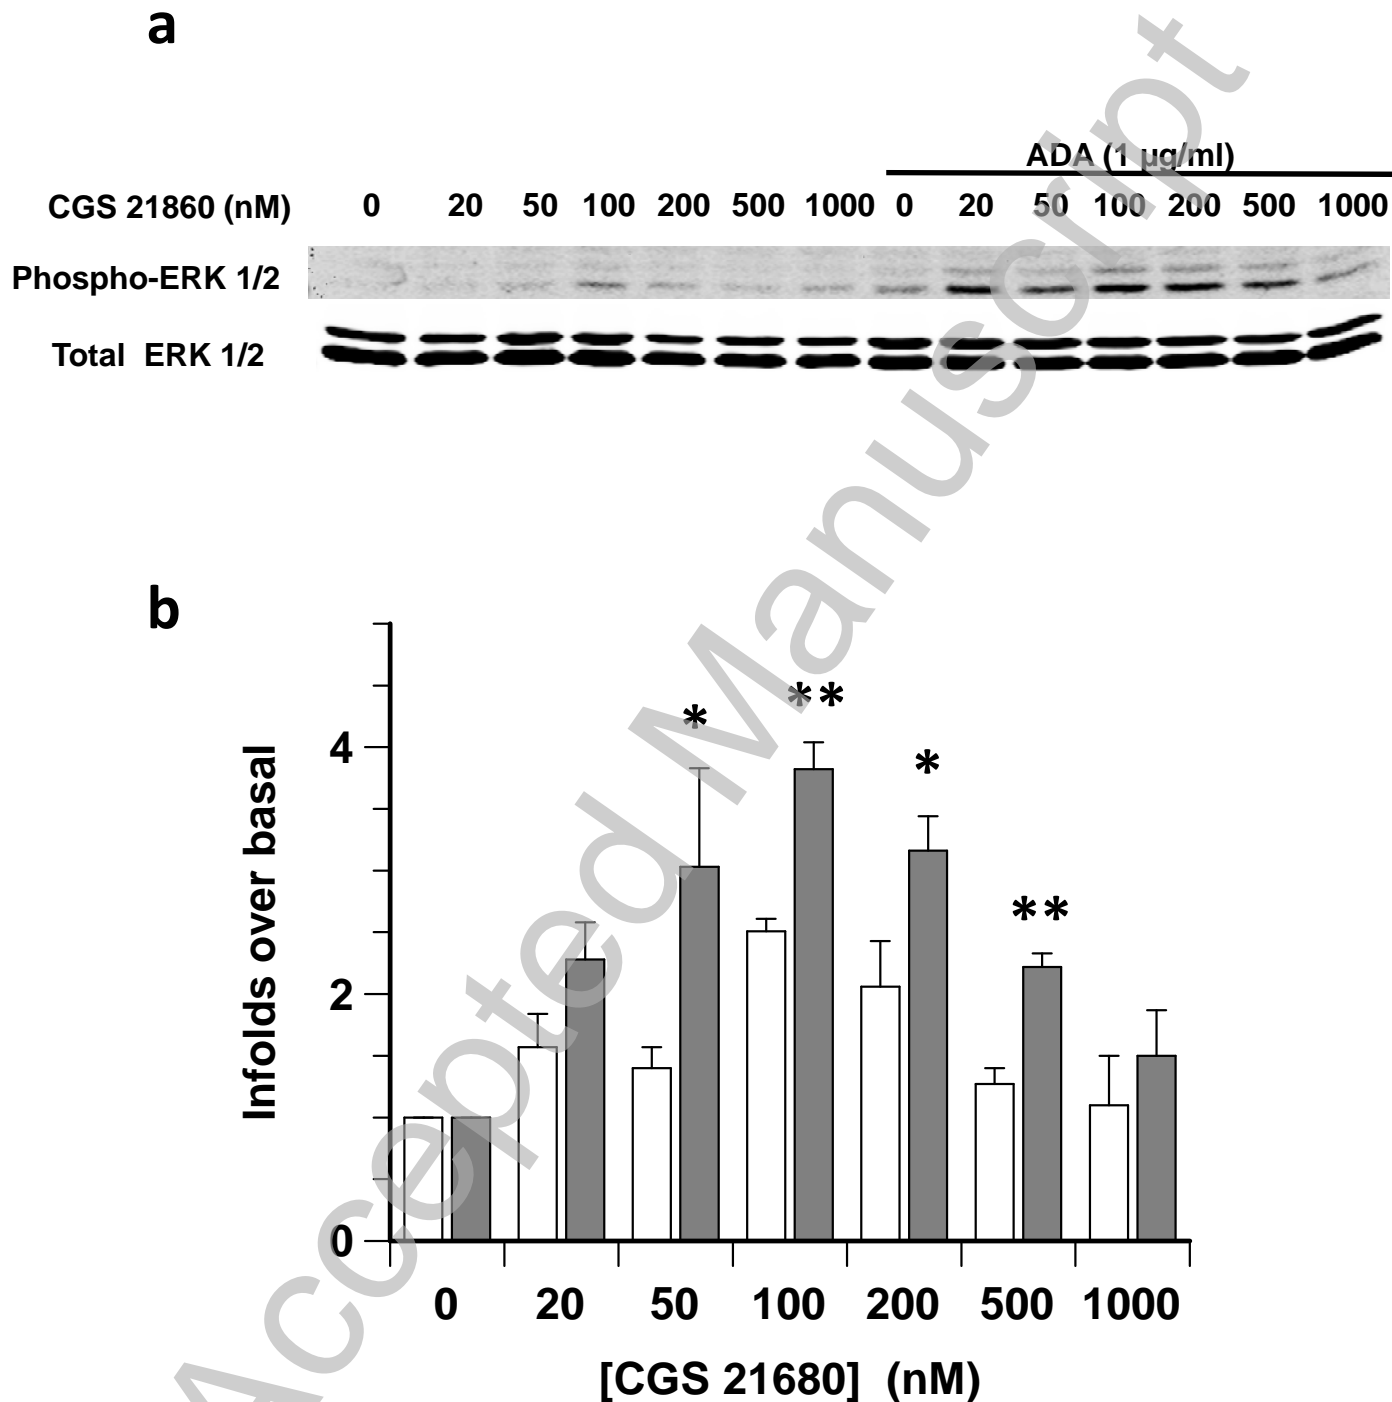 a
ADA (1 µg/ml)
CGS 21860 (nM) 0 20 50 100 200 500 1000 0 20 50 100 200 500 1000
Phospho-ERK 1/2
Total ERK 1/2
b
Infolds over basal
4
2
0
* ** * **
0 20 50 100 200 500 1000
[CGS 21680] (nM)
Accepted Manuscript